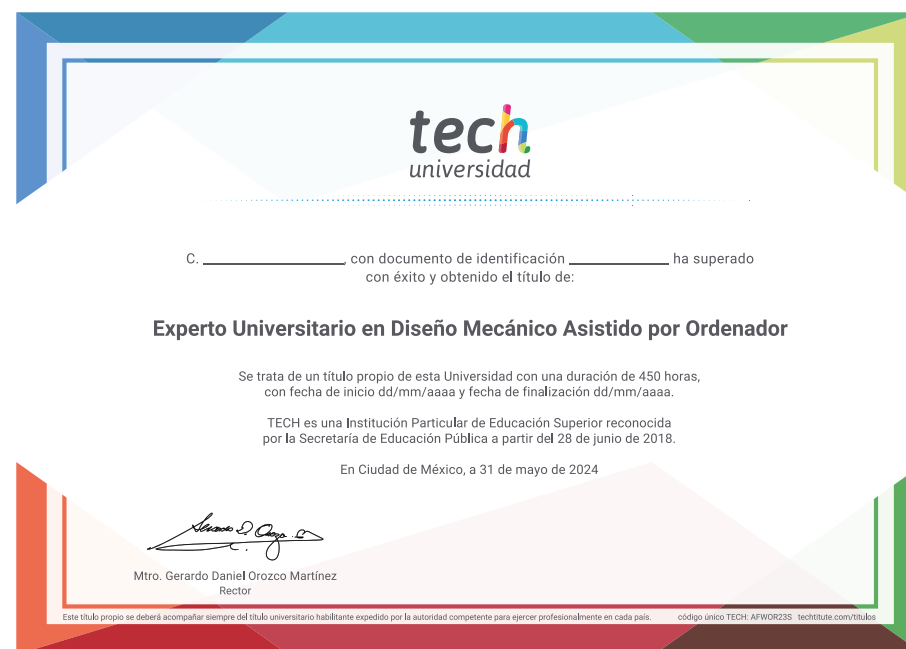 tech
universidad
C. ____________________, con documento de identificación ______________ ha superado
con éxito y obtenido el título de:
Experto Universitario en Diseño Mecánico Asistido por Ordenador
Se trata de un título propio de esta Universidad con una duración de 450 horas,
con fecha de inicio dd/mm/aaaa y fecha de finalización dd/mm/aaaa.
TECH es una Institución Particular de Educación Superior reconocida
por la Secretaría de Educación Pública a partir del 28 de junio de 2018.
En Ciudad de México, a 31 de mayo de 2024
Mtro. Gerardo Daniel Orozco Martínez
Rector
Este título propio se deberá acompañar siempre del título universitario habilitante expedido por la autoridad competente para ejercer profesionalmente en cada país. código único TECH: AFWOR23S techtitute.com/titulos